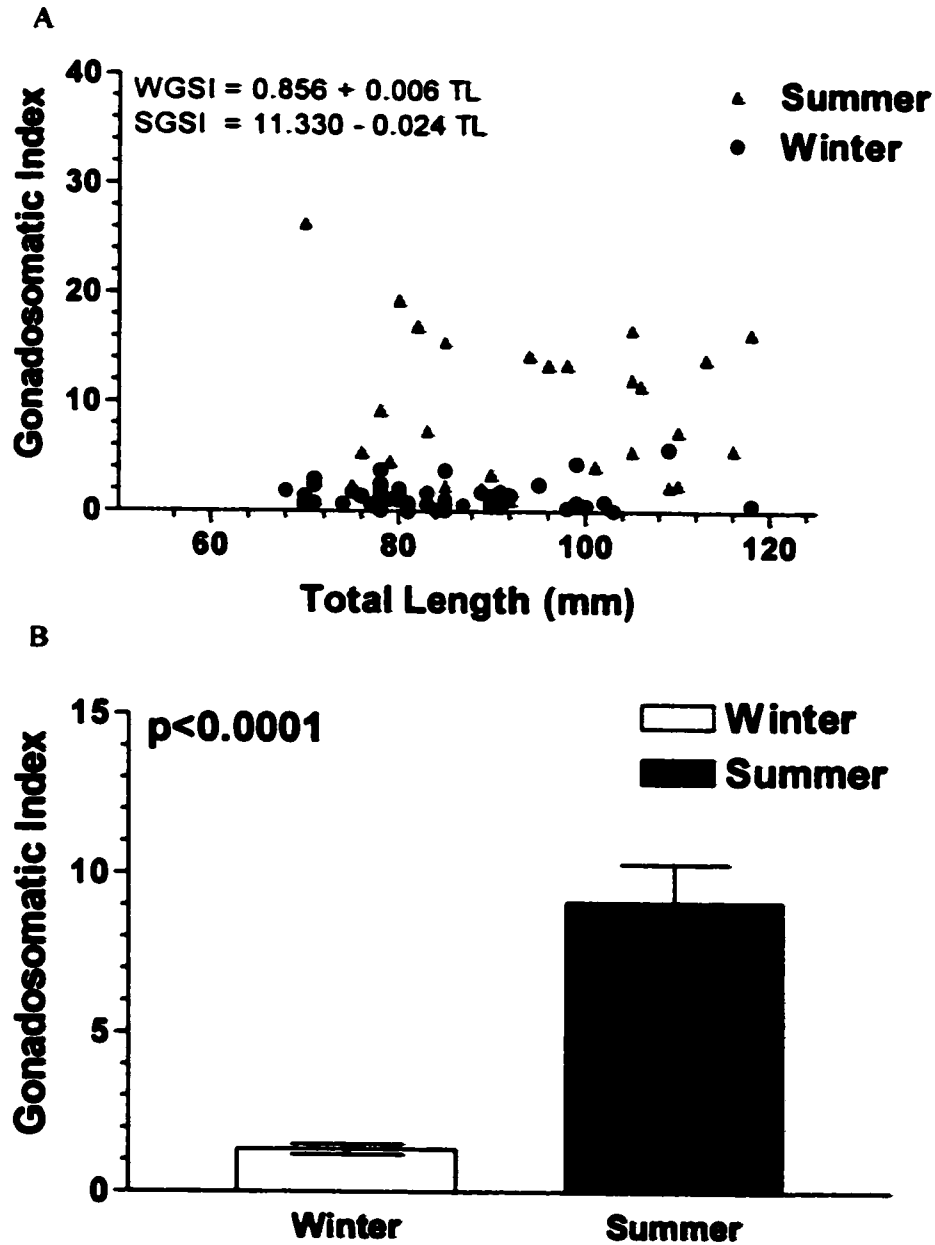 A
Gonadosomatic Index
40
30
20
10
0
WGSI = 0.856 + 0.006 TL
SGSI = 11.330 - 0.024 TL
Summer
Winter
60 80 100 120
Total Length (mm)
B
Gonadosomatic Index
15
10
5
0
p<0.0001
Winter
Summer
Winter Summer